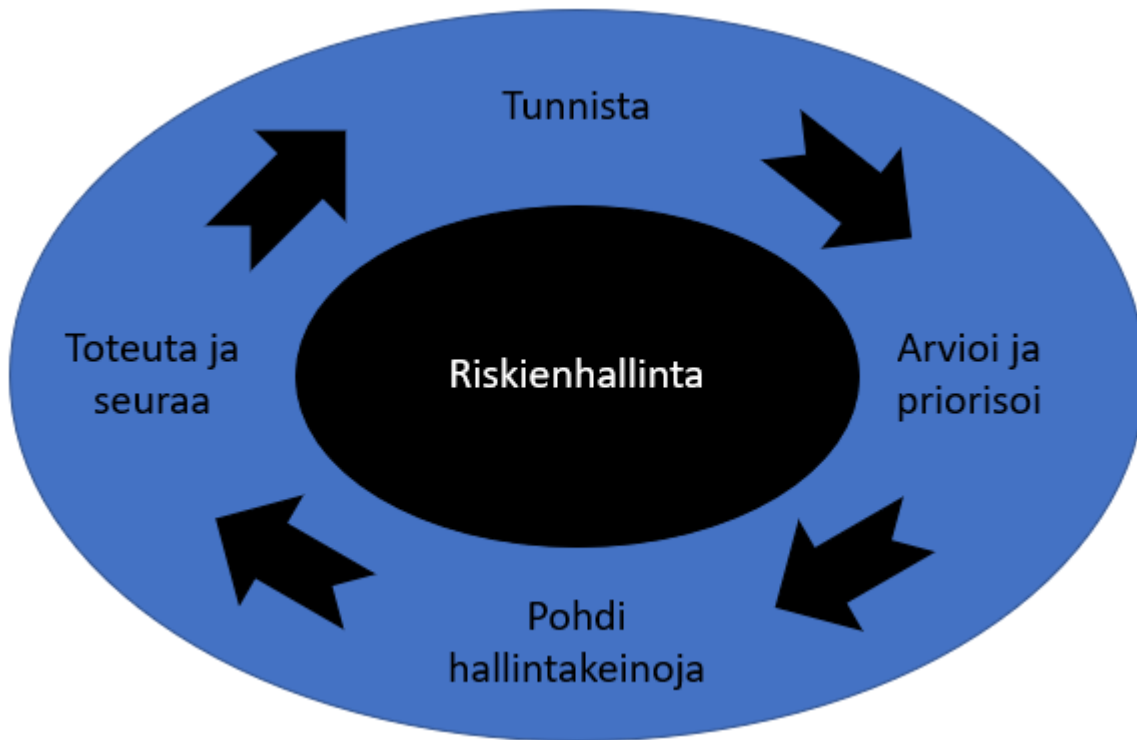 Tunnista
Arvioi ja
priorisoi
Pohdi
hallintakeinoja
Toteuta ja
seuraa
Riskienhallinta